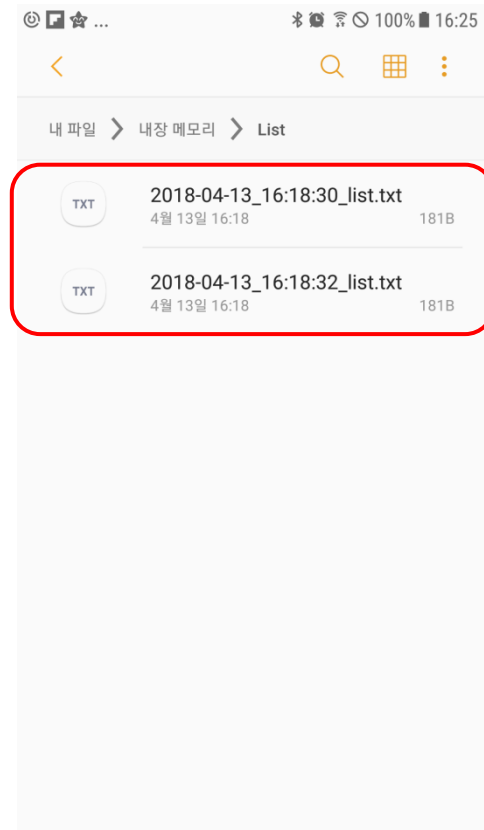 ... 100% 16:25
내 파일 내장 메모리 List
TXT 2018-04-13_16:18:30_list.txt
4월 13일 16:18 181B
TXT 2018-04-13_16:18:32_list.txt
4월 13일 16:18 181B